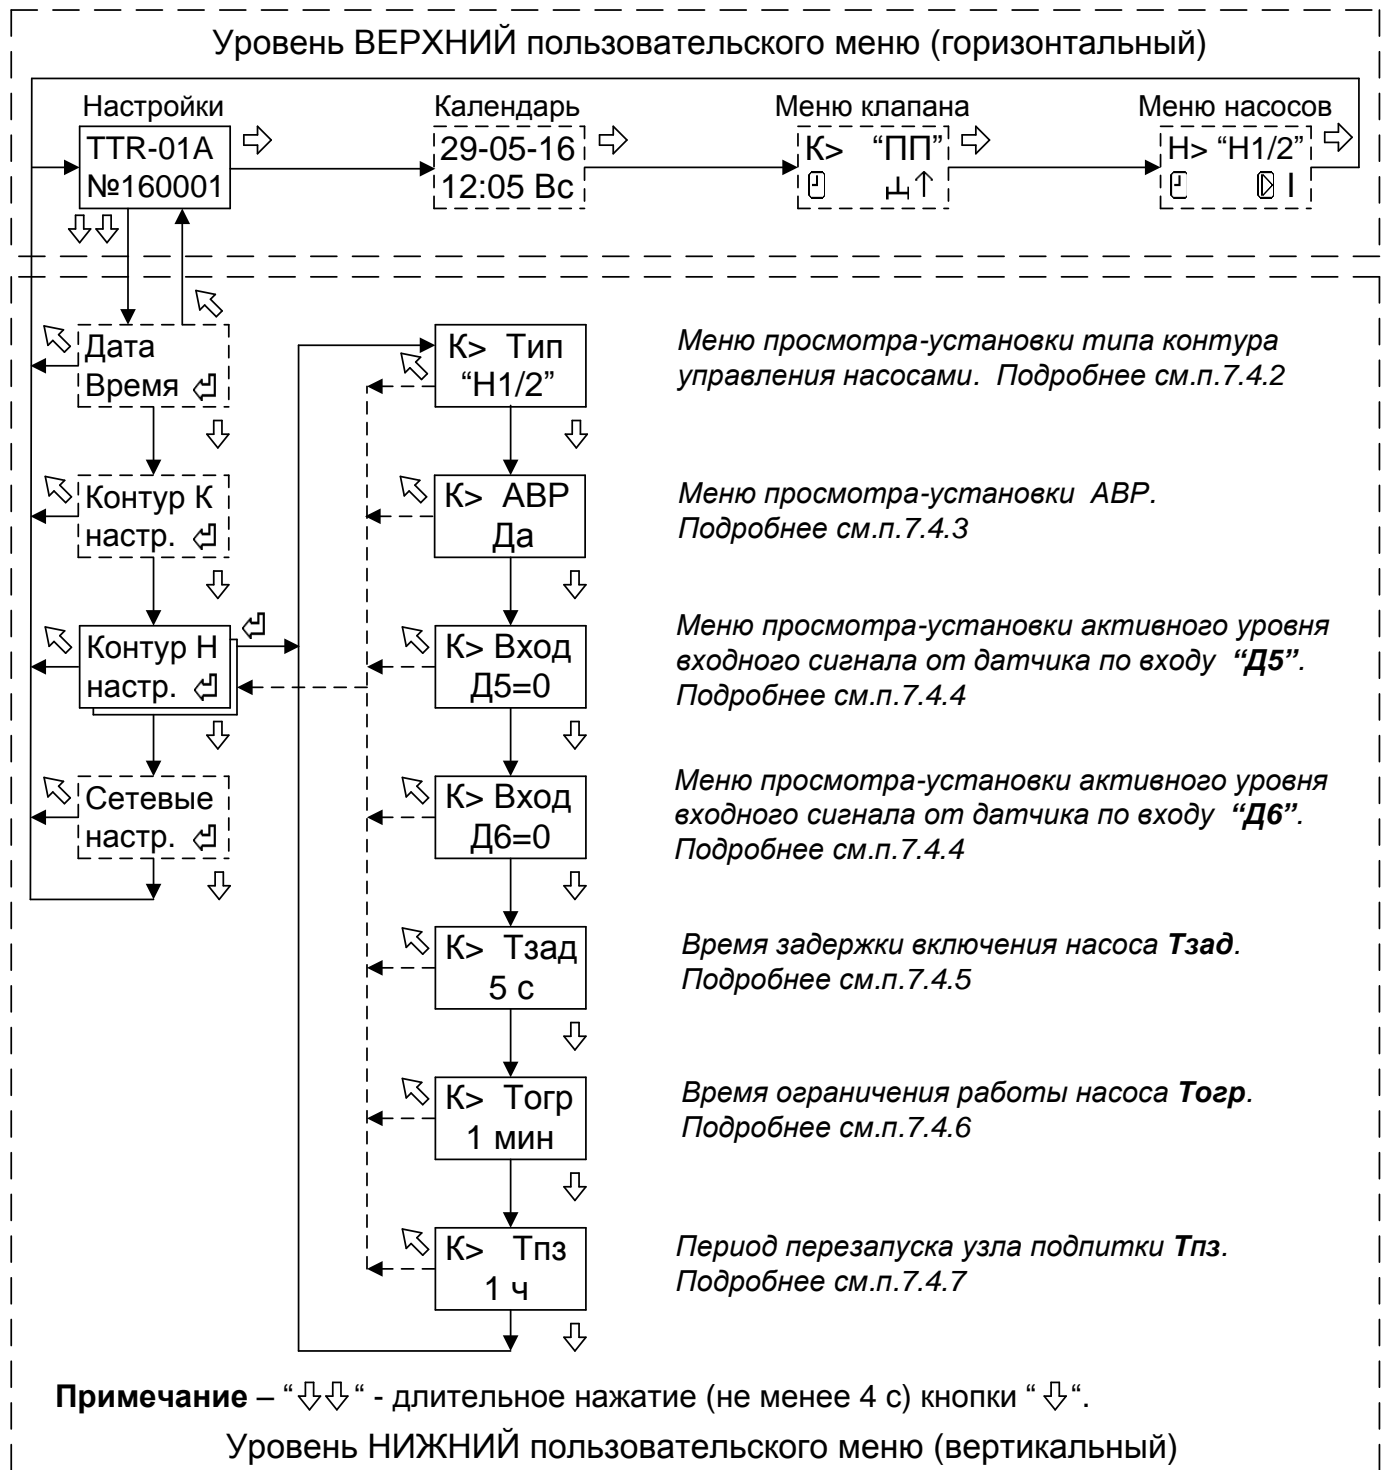 Уровень ВЕРХНИЙ пользовательского меню (горизонтальный)
Настройки
Календарь
Меню клапана
Меню насосов
TTR-01A
№160001
29-05-16
12:05 Вс
К> “ПП”
Н> “Н1/2”
Дата
Время
Контур К
настр.
Контур Н
настр.
Сетевые
настр.
К> Тип
“Н1/2”
Меню просмотра-установки типа контура
управления насосами. Подробнее см.п.7.4.2
К> АВР
Да
Меню просмотра-установки АВР.
Подробнее см.п.7.4.3
К> Вход
Д5=0
Меню просмотра-установки активного уровня
входного сигнала от датчика по входу “Д5”.
Подробнее см.п.7.4.4
К> Вход
Д6=0
Меню просмотра-установки активного уровня
входного сигнала от датчика по входу “Д6”.
Подробнее см.п.7.4.4
К> Тзад
5 с
Время задержки включения насоса Тзад.
Подробнее см.п.7.4.5
К> Тогр
1 мин
Время ограничения работы насоса Тогр.
Подробнее см.п.7.4.6
К> Тпз
1 ч
Период перезапуска узла подпитки Тпз.
Подробнее см.п.7.4.7
Примечание – “⇩⇩“ - длительное нажатие (не менее 4 с) кнопки “⇩“.
Уровень НИЖНИЙ пользовательского меню (вертикальный)